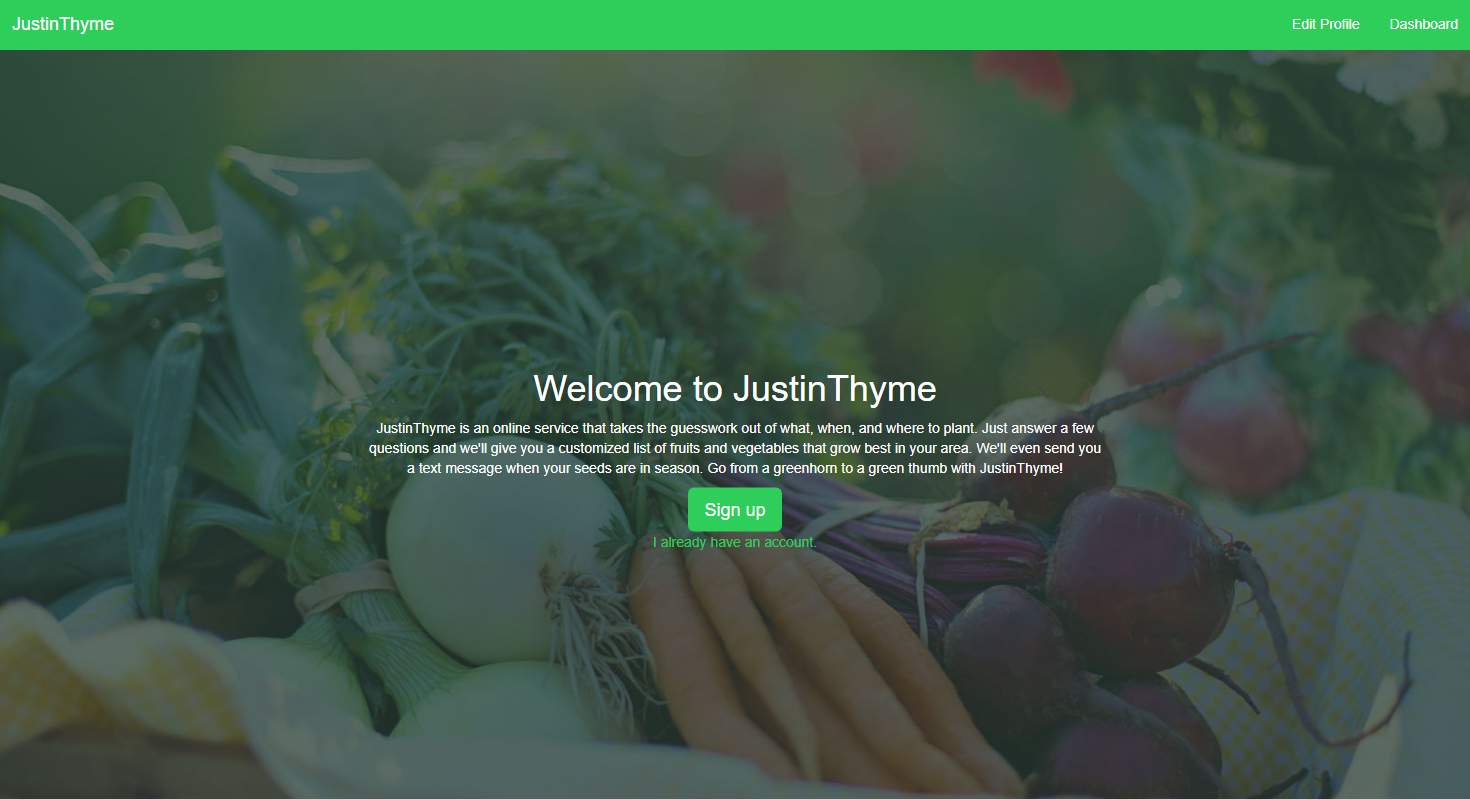 JustinThyme
Edit Profile
Dashboard
Welcome to JustinThyme
JustinThyme is an online service that takes the guesswork out of what, when, and where to plant. Just answer a few
questions and we'll give you a customized list of fruits and vegetables that grow best in your area. We'll even send you
a text message when your seeds are in season. Go from a greenhorn to a green thumb with JustinThyme!
Sign up
I already have an account.